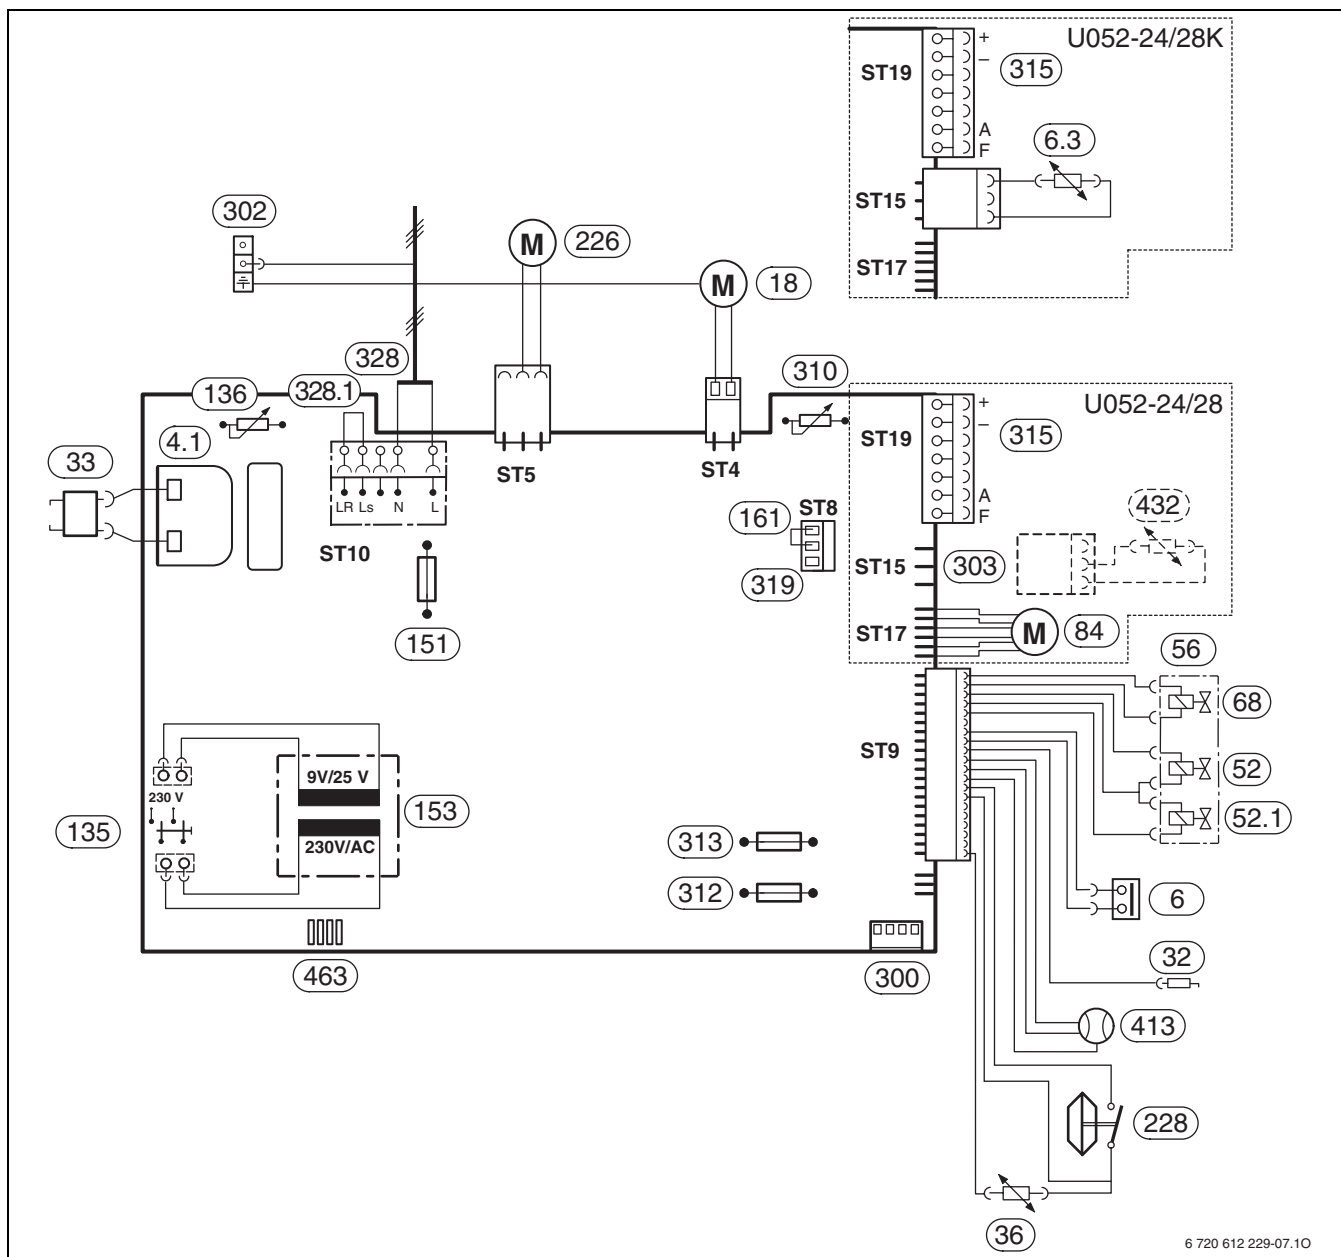 U052-24/28K
+
–
ST19
315
A
F
6.3
ST15
ST17
302
M
226
M
18
328
310
136
328.1
U052-24/28
4.1
+
–
ST19
315
33
ST5
ST4
A
F
LR Ls N L
161
ST8
432
ST10
ST15
303
319
151
ST17
M
84
56
68
ST9
9V/25 V
52
230 V
153
135
52.1
230V/AC
313
312
6
463
300
32
413
228
36
6 720 612 229-07.1O